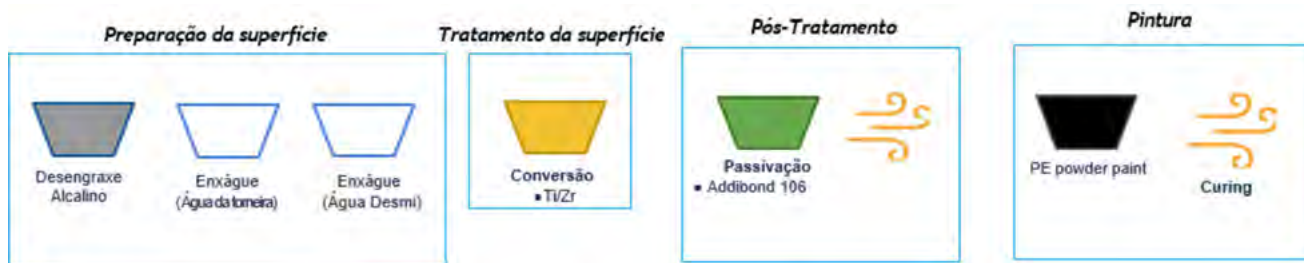 Preparação da superfície
Desengraxe
Alcalino
Enxágue
(Água da torneira)
Enxágue
(Água Desmi)
Tratamento da superfície
Conversão
▪Ti/Zr
Pós-Tratamento
Passivação
▪ Addibond 106
Pintura
PE powder paint
Curing